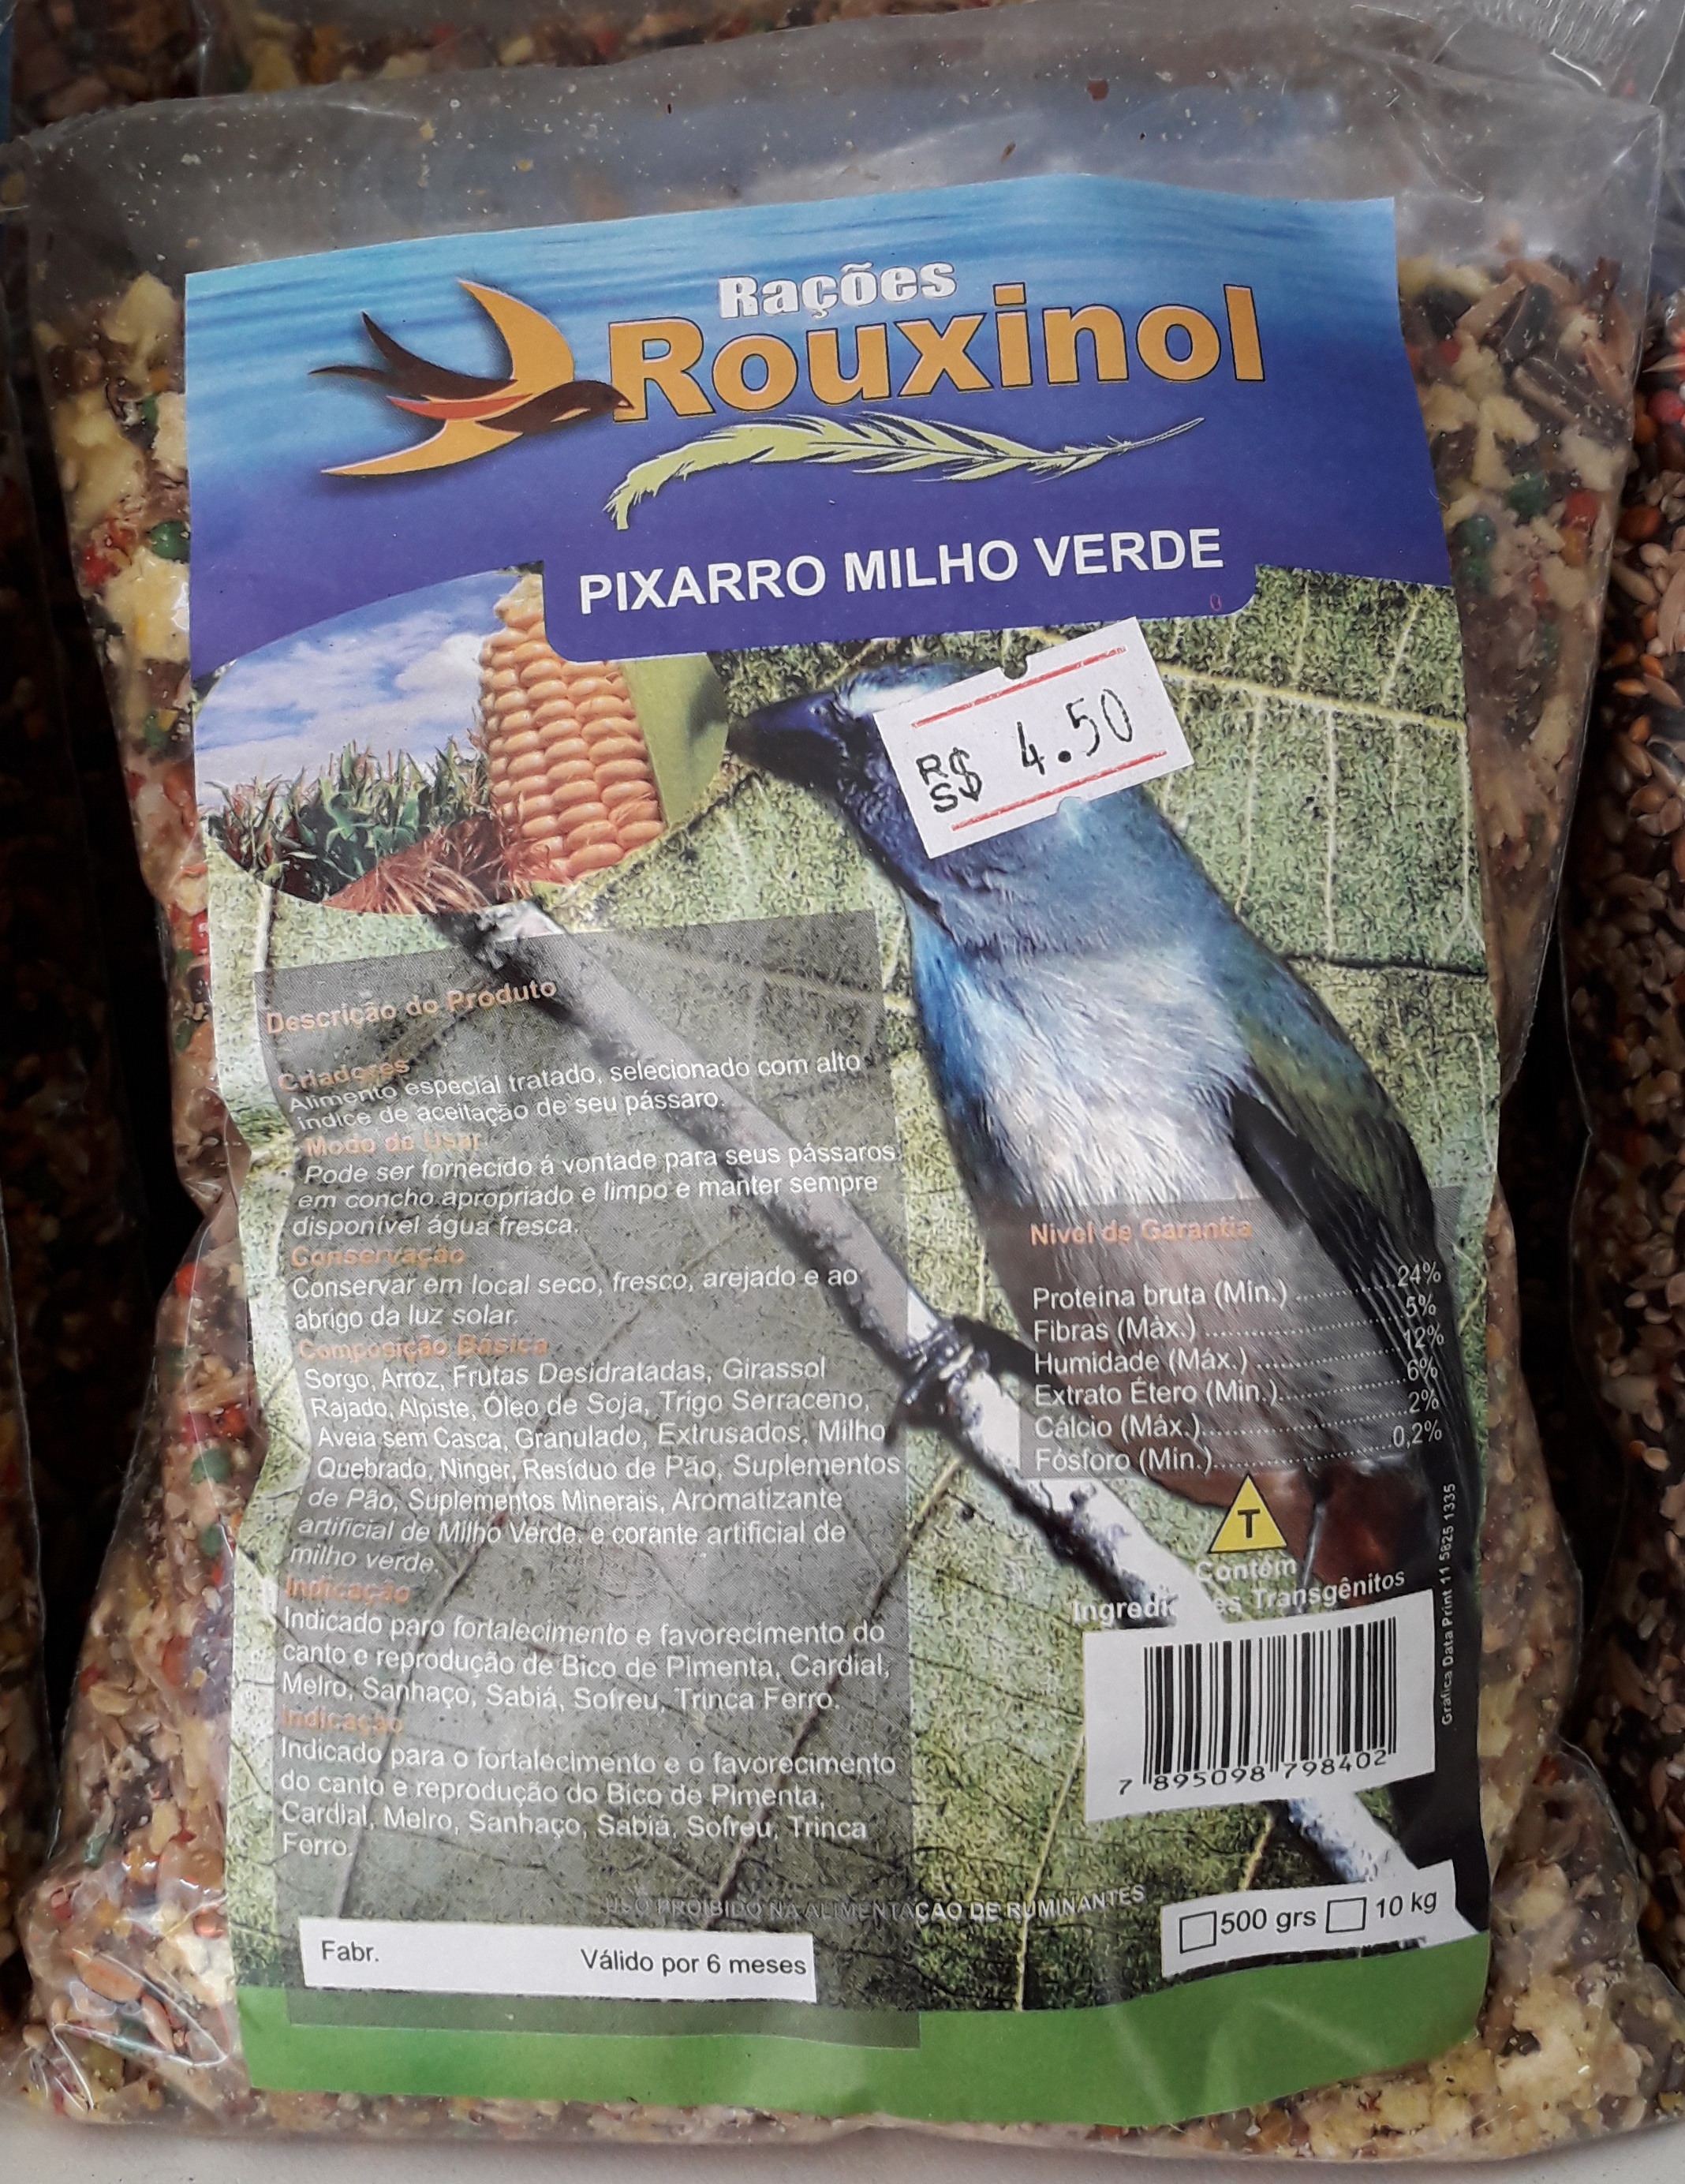 Rações
Rouxinol
PIXARRO MILHO VERDE
R$ 4.50
Descrição do Produto
Criadores
Alimento especial tratado, selecionado com alto
índice de aceitação de seu pássaro.
Modo de Usar
Pode ser fornecido á vontade para seus pássaros
em concho apropriado e limpo e manter sempre
disponível água fresca.
Conservação
Conservar em local seco, fresco, arejado e ao
abrigo da luz solar.
Composição Básica
Sorgo, Arroz, Frutas Desidratadas, Girassol
Rajado, Alpiste, Óleo de Soja, Trigo Serraceno,
Aveia sem Casca, Granulado, Extrusados, Milho
Quebrado, Ninger, Resíduo de Pão, Suplementos
de Pão, Suplementos Minerais, Aromatizante
artificial de Milho Verde. e corante artificial de
milho verde.
Indicação
Indicado paro fortalecimento e favorecimento do
canto e reprodução de Bico de Pimenta, Cardial,
Melro, Sanhaço, Sabiá, Sofreu, Trinca Ferro.
Indicação
Indicado para o fortalecimento e o favorecimento
do canto e reprodução do Bico de Pimenta,
Cardial, Melro, Sanhaço, Sabiá, Sofreu, Trinca
Ferro.
Nivel de Garantia
Proteína bruta (Mín.) 24%
Fibras (Máx.) 5%
Humidade (Máx.) 12%
Extrato Étero (Min.) 6%
Cálcio (Máx.) 2%
Fósforo (Min.) 0,2%
T
Contém
Ingredi es Transgênitos
7 895098 798402
Grafica Data Print 11 5825 1335
USO PROIBIDO NA ALIMENTAÇAO DE RUMINANTES
500 grs 10 kg
Fabr. Válido por 6 meses